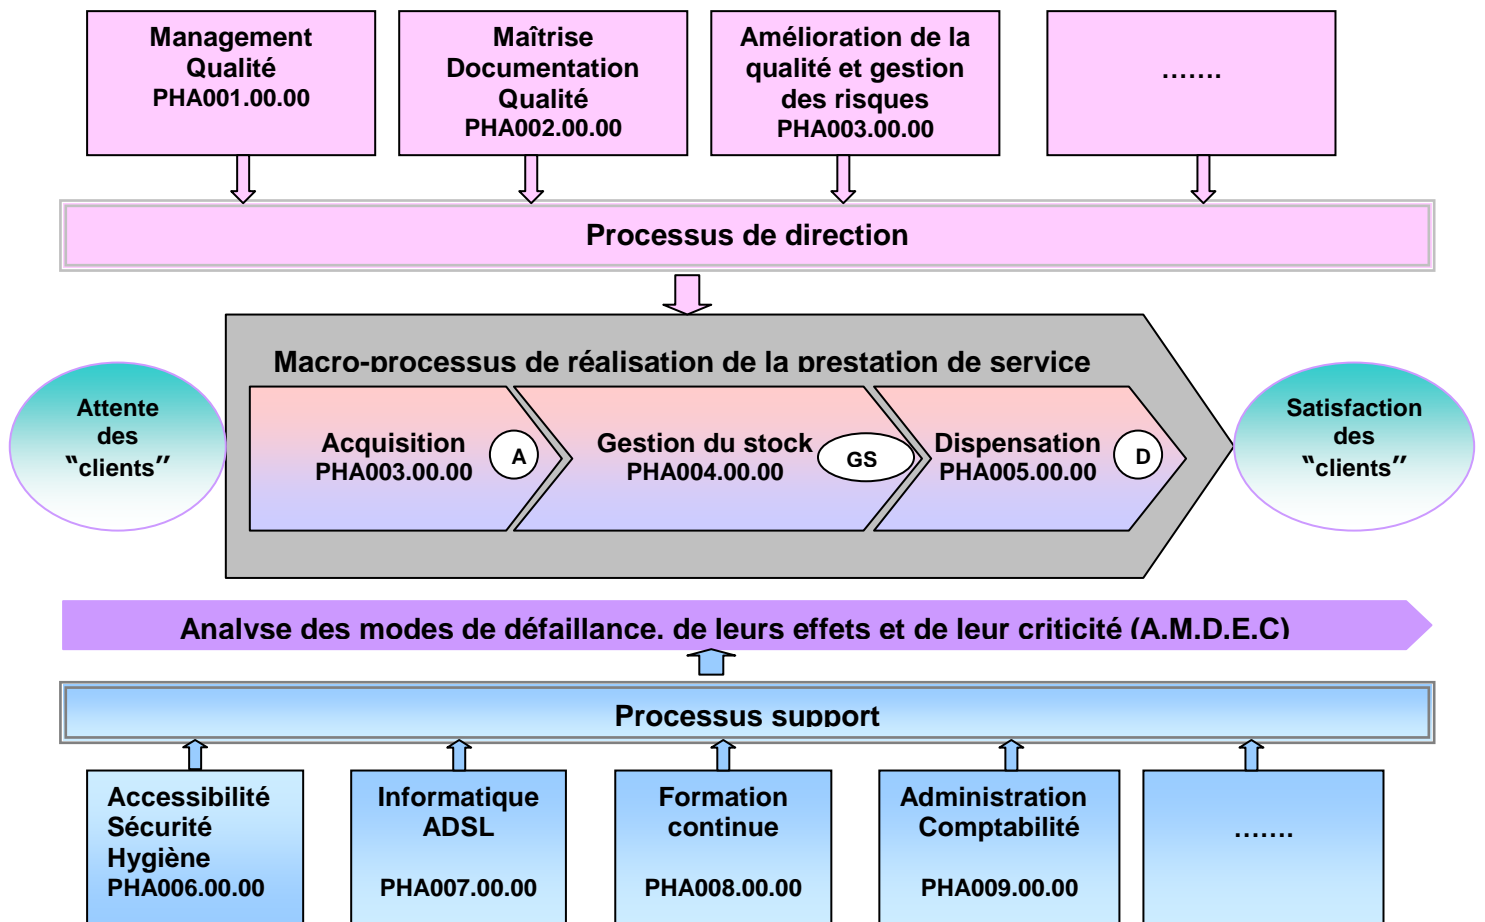 Management
Qualité
PHA001.00.00
Maîtrise
Documentation
Qualité
PHA002.00.00
Amélioration de la
qualité et gestion
des risques
PHA003.00.00
.......
Processus de direction
Macro-processus de réalisation de la prestation de service
Attente
des
“clients”
Acquisition
PHA003.00.00
A
Gestion du stock
PHA004.00.00
GS
Dispensation
PHA005.00.00
D
Satisfaction
des
“clients”
Analyse des modes de défaillance, de leurs effets et de leur criticité (A.M.D.E.C)
Processus support
Accessibilité
Sécurité
Hygiène
PHA006.00.00
Informatique
ADSL
PHA007.00.00
Formation
continue
PHA008.00.00
Administration
Comptabilité
PHA009.00.00
.......